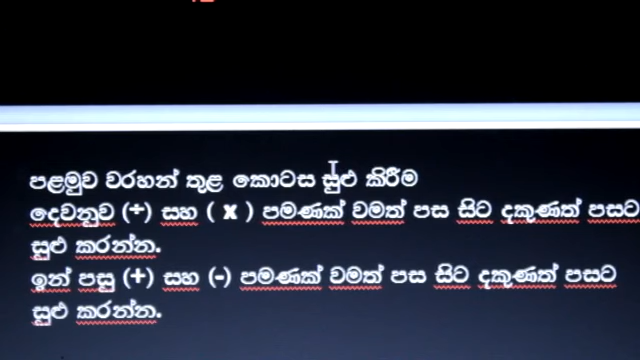 පළමුව වරහන් තුළ කොටස සුළු කිරීම
දෙවනුව (÷) සහ ( x ) පමණක් වමත් පස සිට දකුණත් පසට
සුළු කරන්න.
ඉන් පසු (+) සහ (-) පමණක් වමත් පස සිට දකුණත් පසට
සුළු කරන්න.